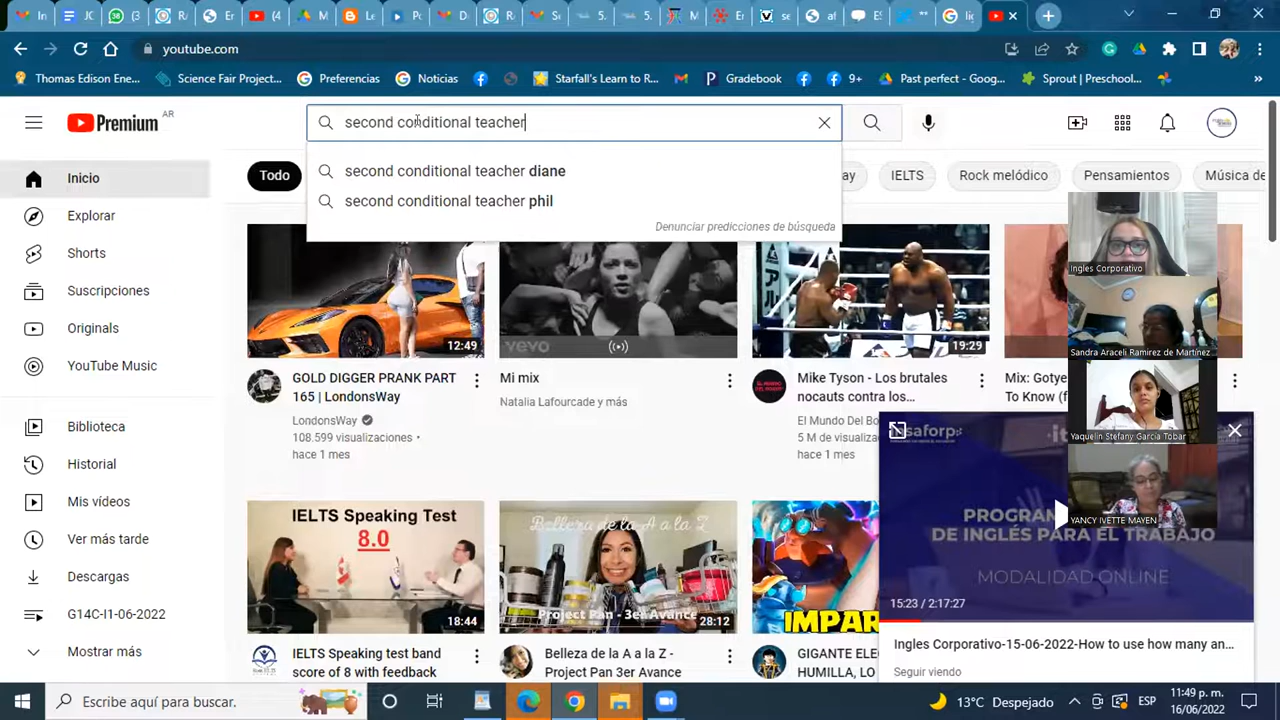 youtube.com
Thomas Edison Ene...
Science Fair Project...
Preferencias
Noticias
Starfall's Learn to R...
Gradebook
9+
Past perfect - Goog...
Sprout | Preschool...
»
Premium AR
second conditional teacher
second conditional teacher diane
second conditional teacher phil
Denunciar predicciones de búsqueda
Todo
IELTS
Rock melódico
Pensamientos
Música de
Inicio
Explorar
Shorts
Suscripciones
Originals
YouTube Music
Biblioteca
Historial
Mis vídeos
Ver más tarde
Descargas
G14C-I1-06-2022
Mostrar más
12:49
GOLD DIGGER PRANK PART
165 | LondonsWay
LondonsWay
108.599 visualizaciones •
hace 1 mes
vevo
Mi mix
Natalia Lafourcade y más
19:29
Mike Tyson - Los brutales
nocauts contra los...
El Mundo Del Bo
5 M de visualiza
hace 1 mes
Mix: Gotye
To Know (f
IELTS Speaking Test
8.0
18:44
IELTS Speaking test band
score of 8 with feedback
Belleza de la A a la Z
Project Pan - 3er Avance
28:12
Belleza de la A a la Z -
Project Pan 3er Avance
IMPAR
GIGANTE ELE
HUMILLA, LO
Ingles Corporativo
Sandra Araceli Ramirez de Martínez
Yaquelin Stefany García Tobar
YANCY IVETTE MAYEN
nsaforp
PROGRAM
DE INGLÉS PARA EL TRABAJO
MODALIDAD ONLINE
15:23 / 2:17:27
Ingles Corporativo-15-06-2022-How to use how many an...
Seguir viendo
Escribe aquí para buscar.
13°C Despejado
ESP
11:49 p. m.
16/06/2022